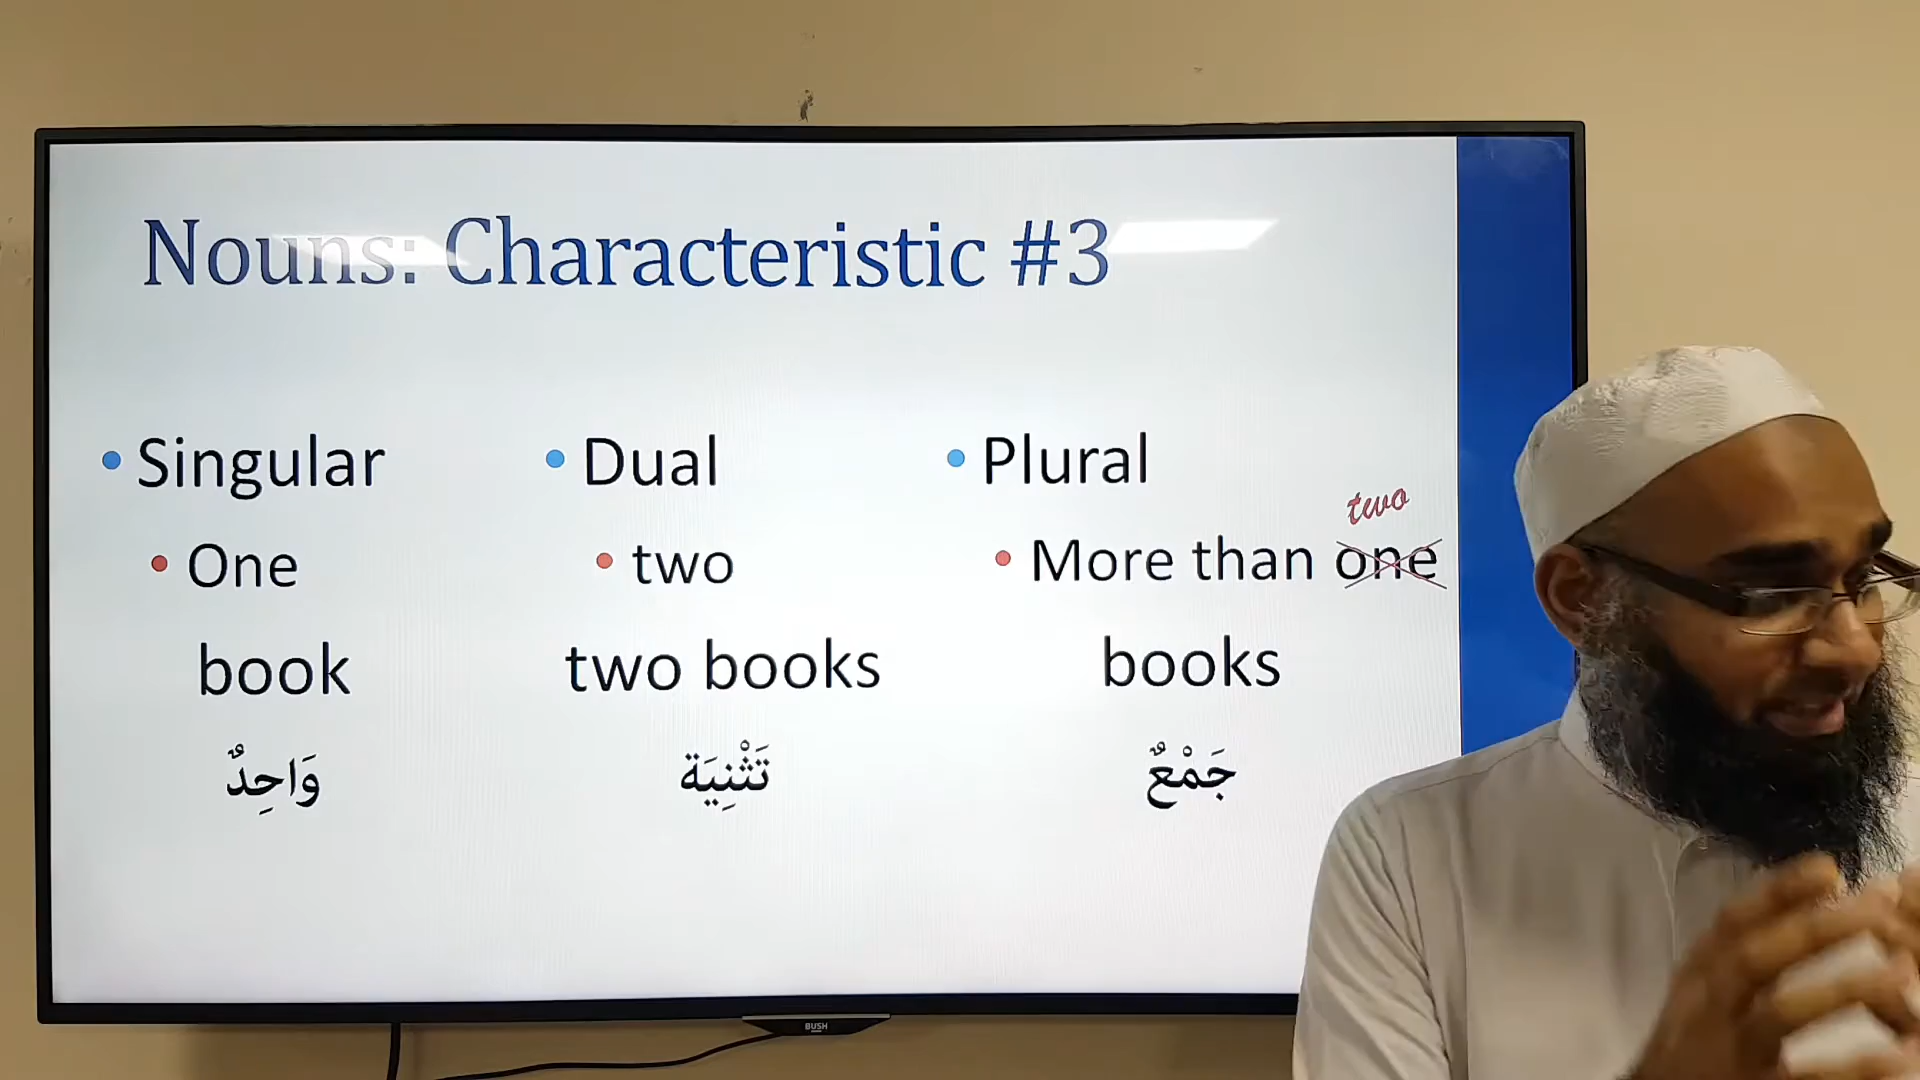 Nouns: Characteristic #3
• Singular
• One
book
وَاحِدٌ
• Dual
• two
two books
تَثْنِيَة
• Plural
two
• More than one
books
جَمْعٌ
BUSH